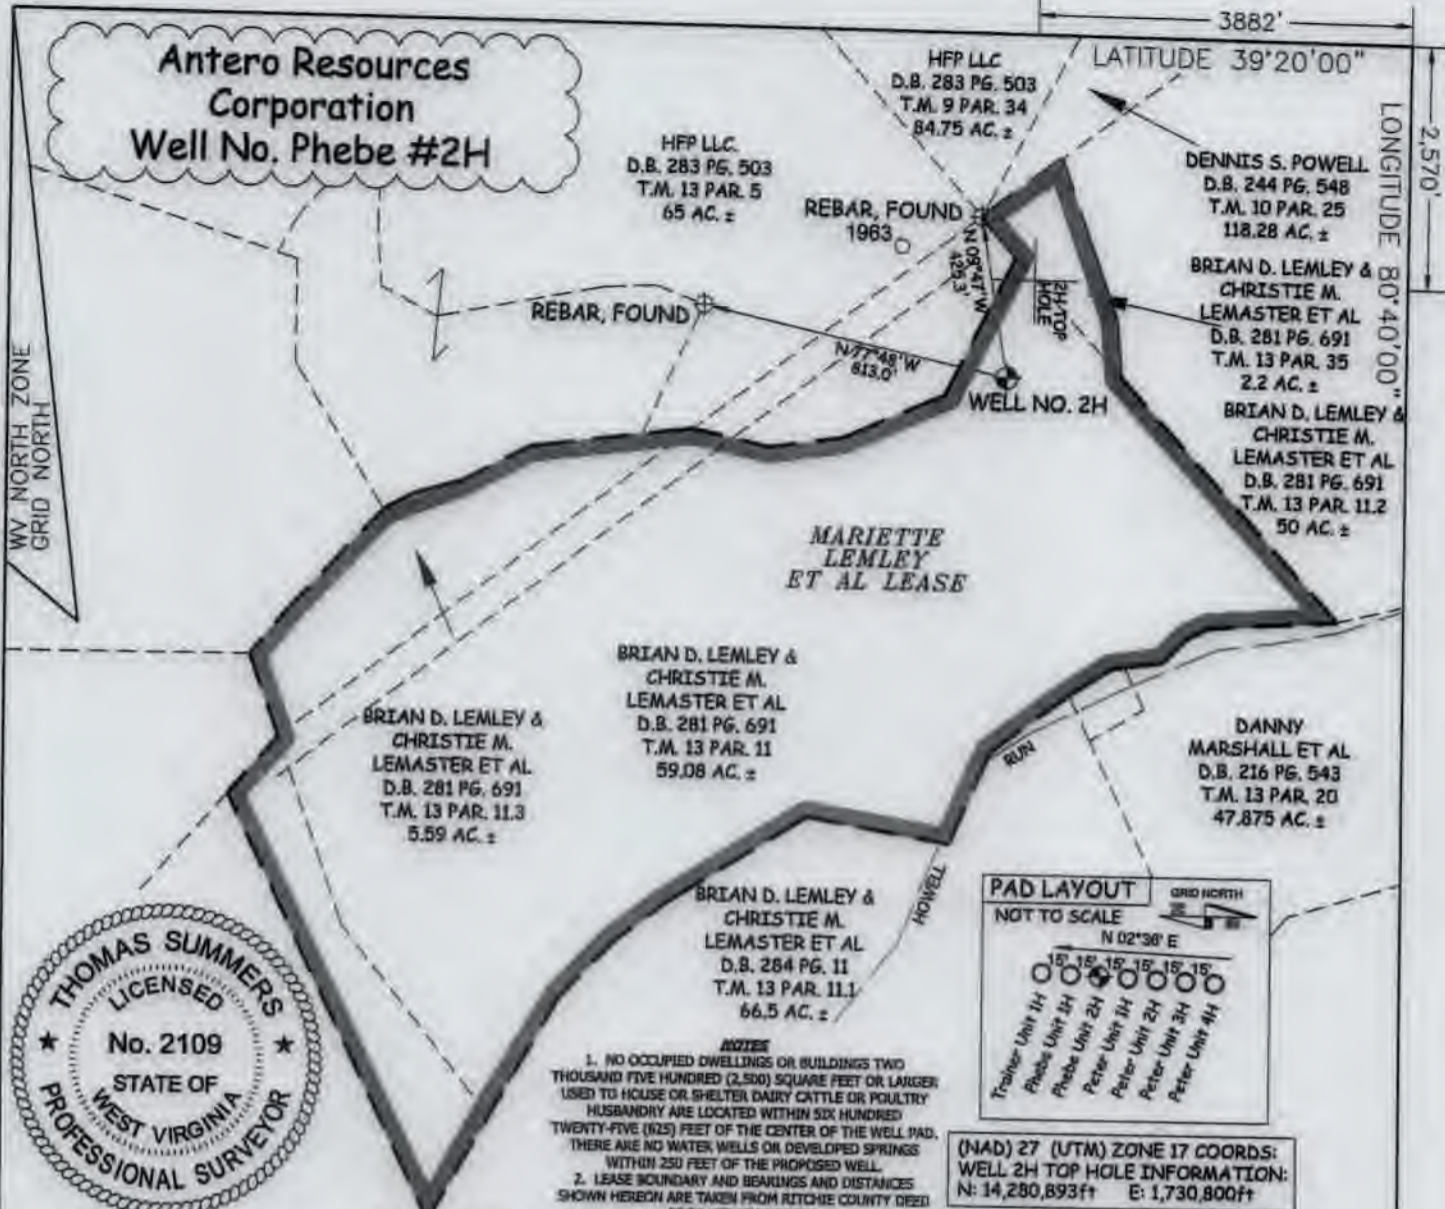 3882'
LATITUDE 39°20'00"
2,570'
LONGITUDE 80°40'00"
Antero Resources
Corporation
Well No. Phebe #2H
HFP LLC
D.B. 283 PG. 503
T.M. 9 PAR. 34
84.75 AC. ±
HFP LLC.
D.B. 283 PG. 503
T.M. 13 PAR. 5
65 AC. ±
DENNIS S. POWELL
D.B. 244 PG. 548
T.M. 10 PAR. 25
118.28 AC. ±
REBAR, FOUND
1963
N 09°47' W
425.3'
2H TOP
HOLE
REBAR, FOUND
N 77°48' W
813.0'
WELL NO. 2H
BRIAN D. LEMLEY &
CHRISTIE M.
LEMASTER ET AL
D.B. 281 PG. 691
T.M. 13 PAR. 35
2.2 AC. ±
BRIAN D. LEMLEY &
CHRISTIE M.
LEMASTER ET AL
D.B. 281 PG. 691
T.M. 13 PAR. 11.2
50 AC. ±
WV NORTH ZONE
GRID NORTH
MARIETTE
LEMLEY
ET AL LEASE
BRIAN D. LEMLEY &
CHRISTIE M.
LEMASTER ET AL
D.B. 281 PG. 691
T.M. 13 PAR. 11
59.08 AC. ±
BRIAN D. LEMLEY &
CHRISTIE M.
LEMASTER ET AL
D.B. 281 PG. 691
T.M. 13 PAR. 11.3
5.59 AC. ±
RUN
HOWELL
DANNY
MARSHALL ET AL
D.B. 216 PG. 543
T.M. 13 PAR. 20
47.875 AC. ±
BRIAN D. LEMLEY &
CHRISTIE M.
LEMASTER ET AL
D.B. 284 PG. 11
T.M. 13 PAR. 11.1
66.5 AC. ±
PAD LAYOUT
GRID NORTH
NOT TO SCALE
N 02°36' E
15' 15' 15' 15' 15' 15'
Trainer Unit 1H
Phebe Unit 1H
Phebe Unit 2H
Peter Unit 1H
Peter Unit 2H
Peter Unit 3H
Peter Unit 4H
THOMAS SUMMERS
LICENSED
No. 2109
STATE OF
WEST VIRGINIA
PROFESSIONAL SURVEYOR
NOTES
1. NO OCCUPIED DWELLINGS OR BUILDINGS TWO
THOUSAND FIVE HUNDRED (2,500) SQUARE FEET OR LARGER
USED TO HOUSE OR SHELTER DAIRY CATTLE OR POULTRY
HUSBANDRY ARE LOCATED WITHIN SIX HUNDRED
TWENTY-FIVE (625) FEET OF THE CENTER OF THE WELL PAD.
THERE ARE NO WATER WELLS OR DEVELOPED SPRINGS
WITHIN 250 FEET OF THE PROPOSED WELL.
2. LEASE BOUNDARY AND BEARINGS AND DISTANCES
SHOWN HEREON ARE TAKEN FROM RITCHIE COUNTY DEED
(NAD) 27 (UTM) ZONE 17 COORDS:
WELL 2H TOP HOLE INFORMATION:
N: 14,280,893ft E: 1,730,800ft